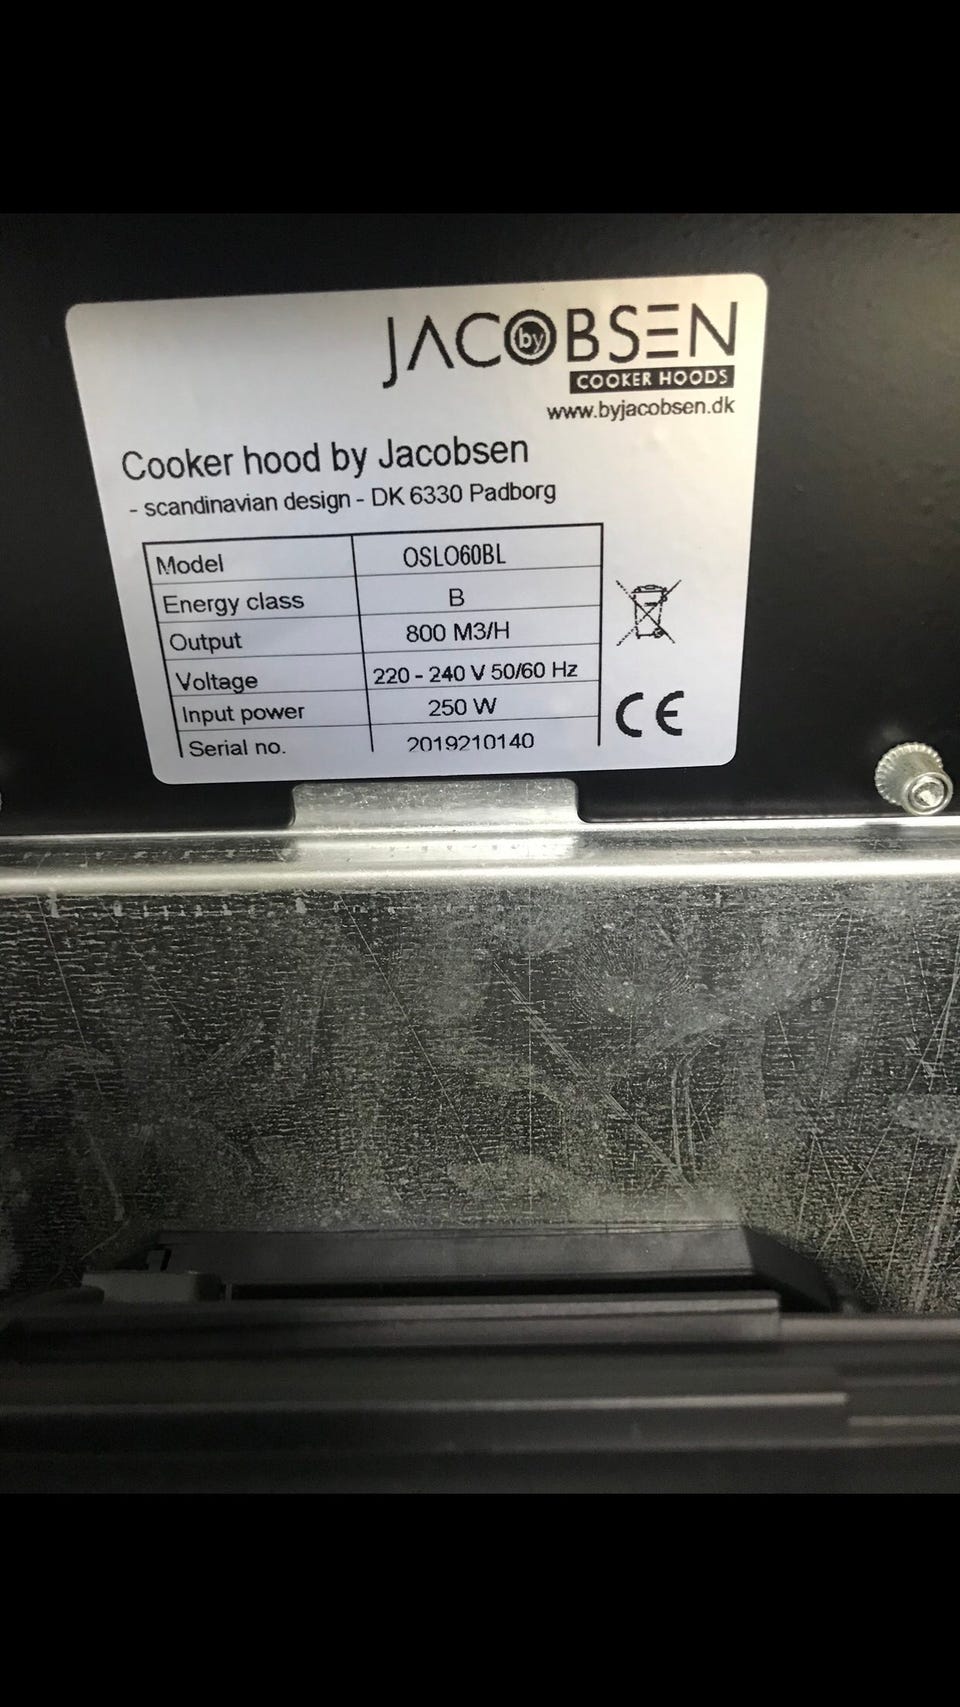 JACOBSEN
by
COOKER HOODS
www.byjacobsen.dk
Cooker hood by Jacobsen
- scandinavian design - DK 6330 Padborg
Model OSLO60BL
Energy class B
Output 800 M3/H
Voltage 220 - 240 V 50/60 Hz
Input power 250 W
Serial no. 2019210140
CE